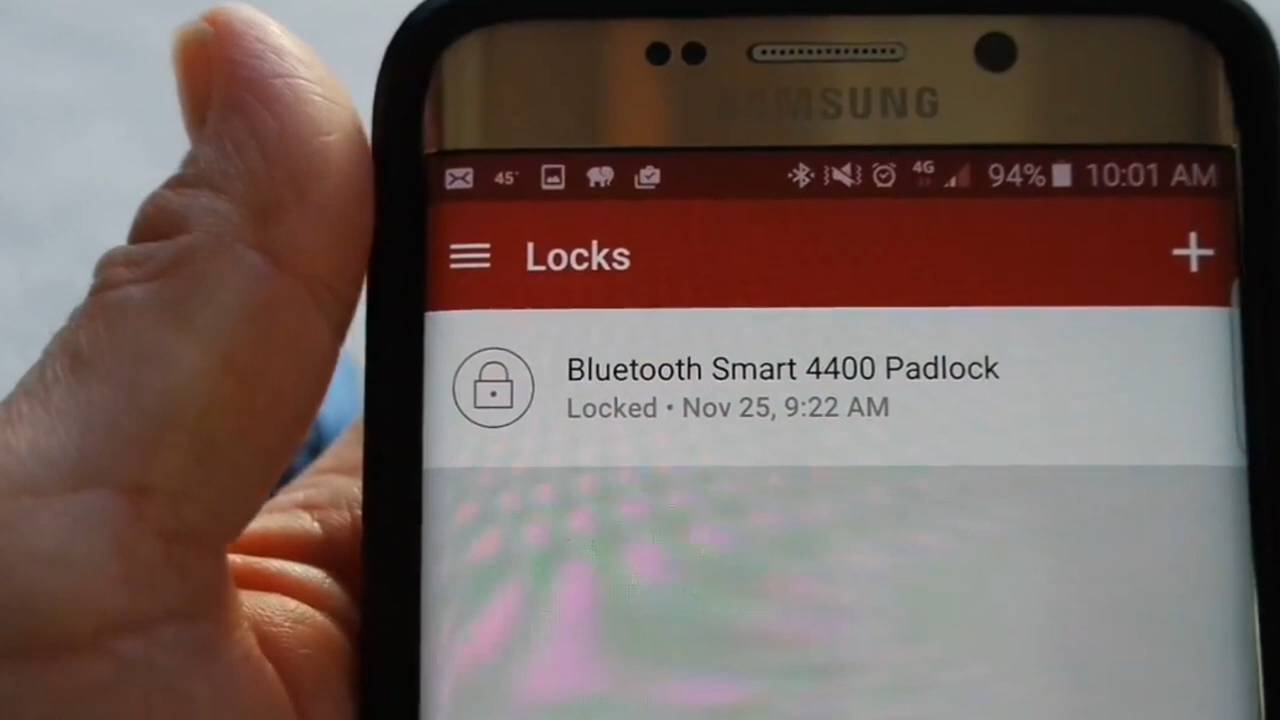 SAMSUNG
45°
4G
94%
10:01 AM
Locks
Bluetooth Smart 4400 Padlock
Locked • Nov 25, 9:22 AM